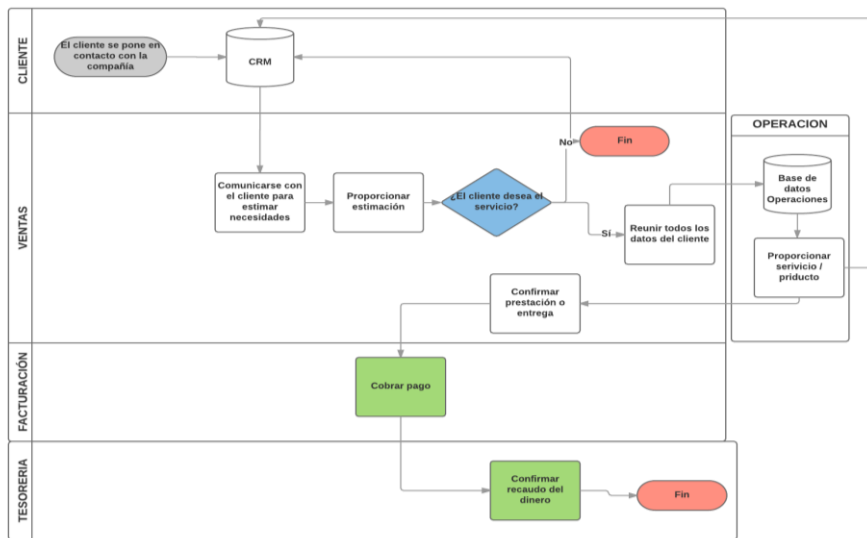 CLIENTE
El cliente se pone en
contacto con la
compañía
CRM
VENTAS
Comunicarse con
el cliente para
estimar
necesidades
Proporcionar
estimación
¿El cliente desea el
servicio?
No
Fin
Sí
Reunir todos los
datos del cliente
OPERACION
Base de
datos
Operaciones
Proporcionar
serivicio /
priducto
Confirmar
prestación o
entrega
FACTURACIÓN
Cobrar pago
TESORERIA
Confirmar
recaudo del
dinero
Fin